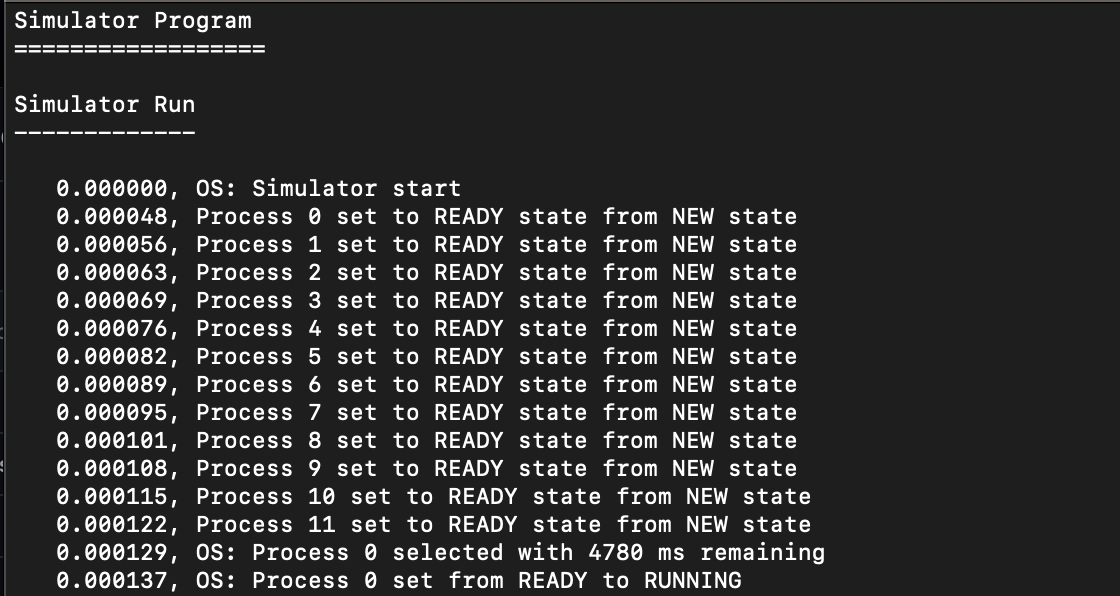 Simulator Program
==================
Simulator Run
-------------
0.000000, OS: Simulator start
0.000048, Process 0 set to READY state from NEW state
0.000056, Process 1 set to READY state from NEW state
0.000063, Process 2 set to READY state from NEW state
0.000069, Process 3 set to READY state from NEW state
0.000076, Process 4 set to READY state from NEW state
0.000082, Process 5 set to READY state from NEW state
0.000089, Process 6 set to READY state from NEW state
0.000095, Process 7 set to READY state from NEW state
0.000101, Process 8 set to READY state from NEW state
0.000108, Process 9 set to READY state from NEW state
0.000115, Process 10 set to READY state from NEW state
0.000122, Process 11 set to READY state from NEW state
0.000129, OS: Process 0 selected with 4780 ms remaining
0.000137, OS: Process 0 set from READY to RUNNING